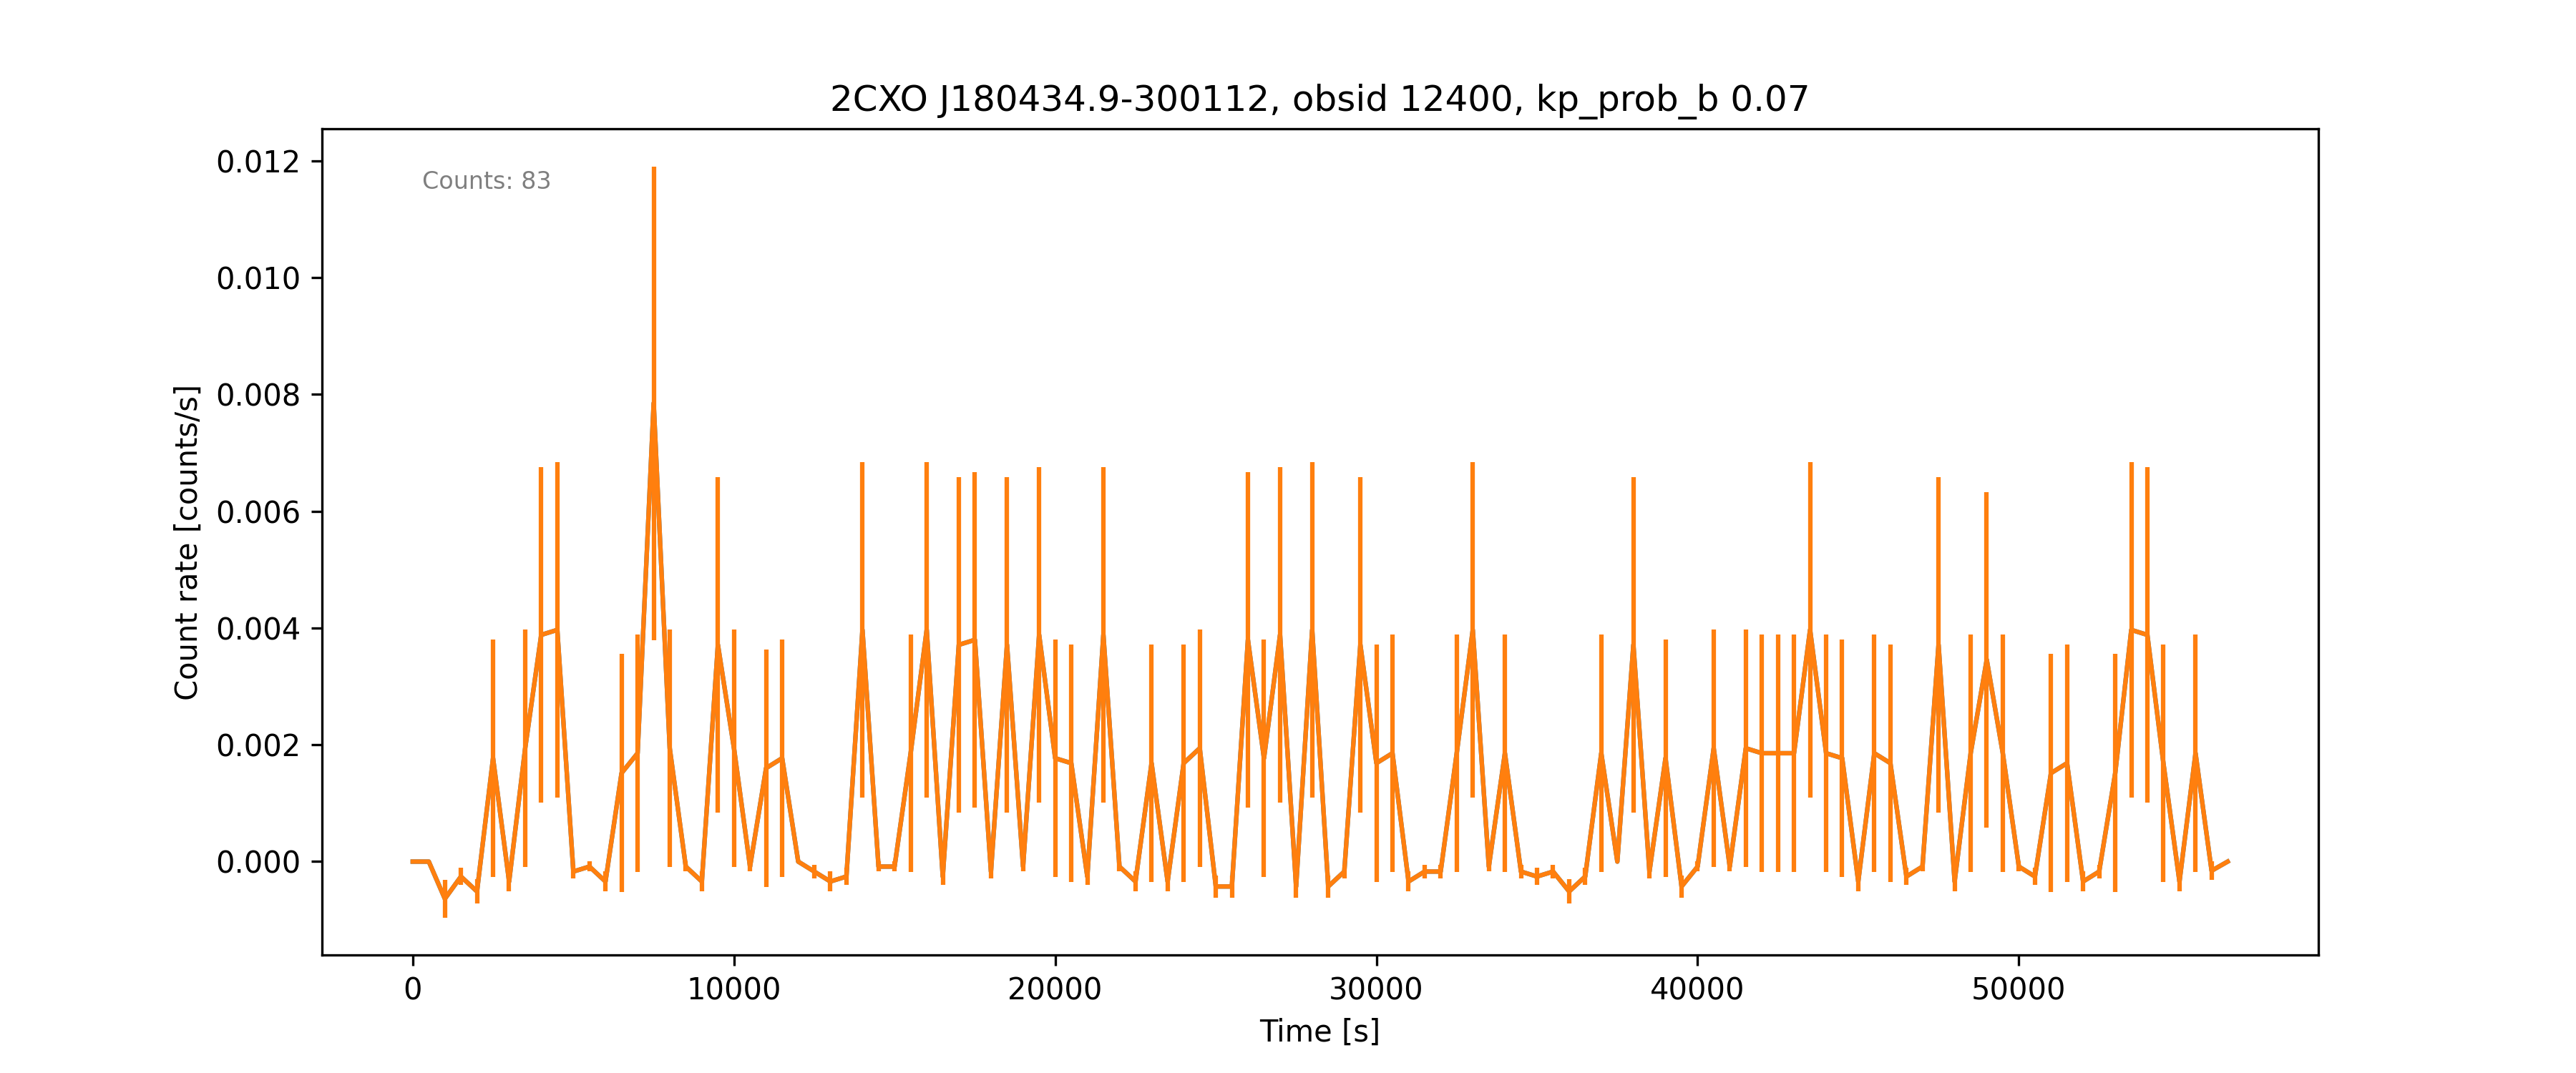 2CXO J180434.9-300112, obsid 12400, kp_prob_b 0.07
Counts: 83
0.012
0.010
0.008
0.006
0.004
0.002
0.000
Count rate [counts/s]
0 10000 20000 30000 40000 50000
Time [s]